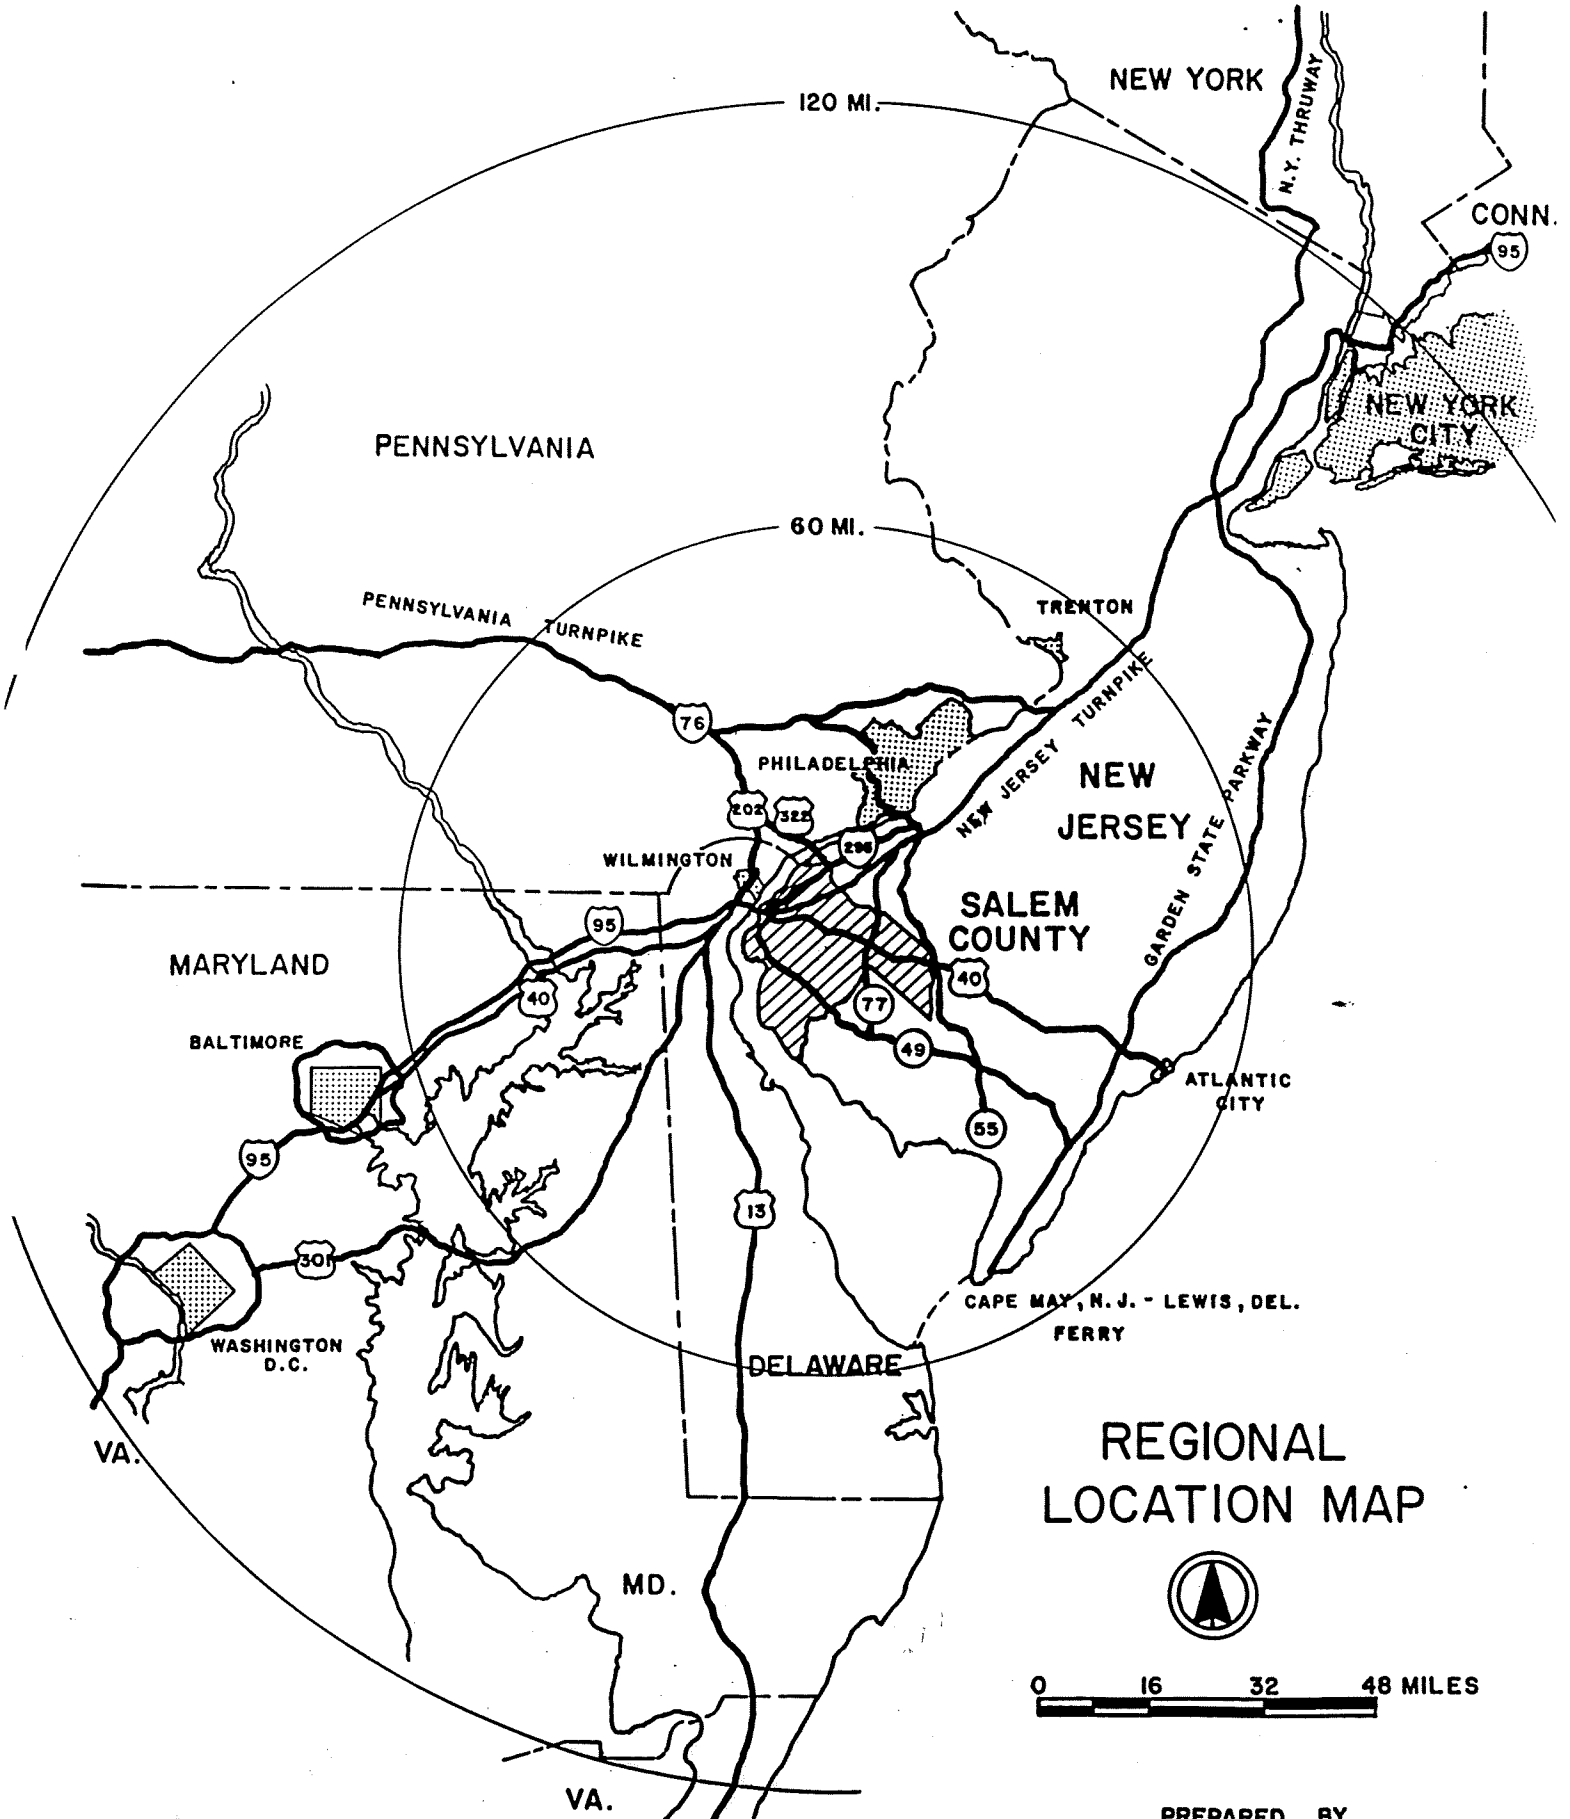 NEW YORK
120 MI.
N.Y. THRUWAY
CONN.
95
NEW YORK
CITY
PENNSYLVANIA
60 MI.
PENNSYLVANIA TURNPIKE
TRENTON
NEW JERSEY TURNPIKE
76
PHILADELPHIA
NEW
JERSEY
GARDEN STATE PARKWAY
202
322
295
WILMINGTON
SALEM
COUNTY
95
MARYLAND
40
40
77
BALTIMORE
49
ATLANTIC
CITY
55
95
13
301
CAPE MAY, N.J. - LEWIS, DEL.
FERRY
WASHINGTON
D.C.
DELAWARE
VA.
REGIONAL
LOCATION MAP
MD.
0 16 32 48 MILES
VA.
PREPARED BY